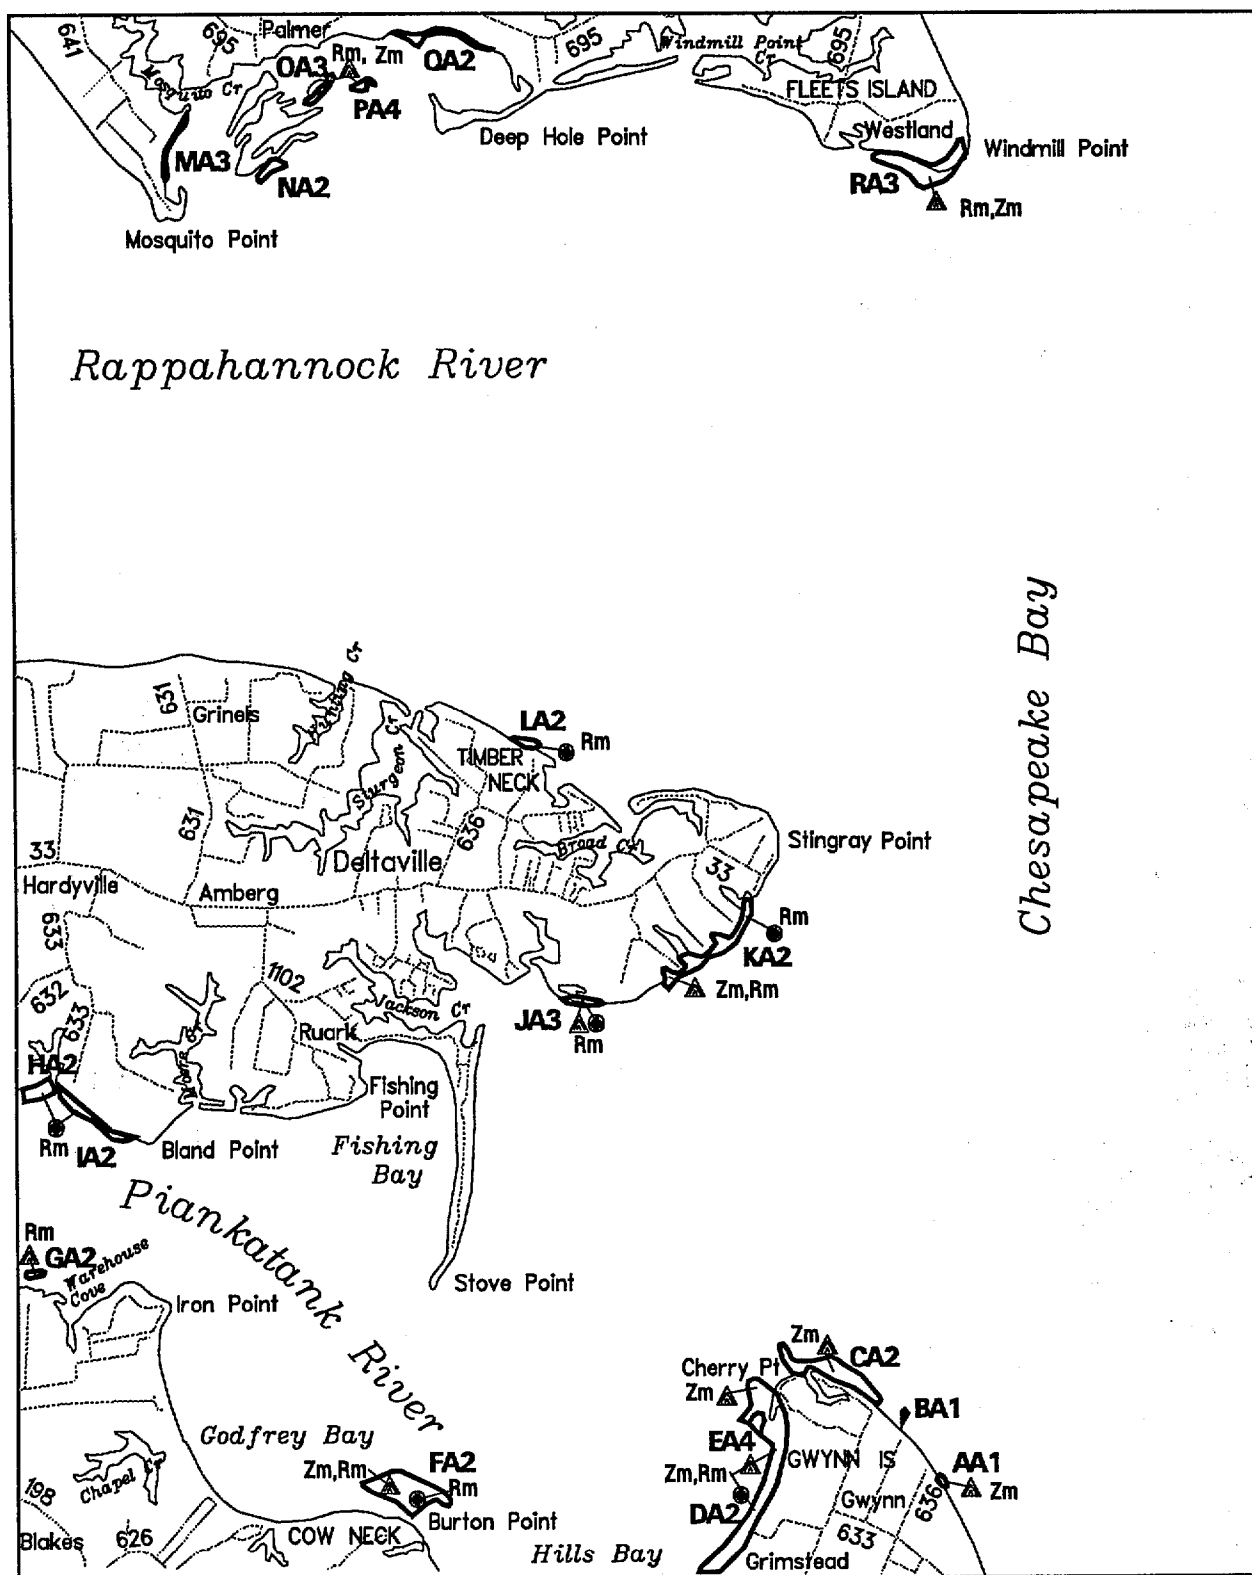 641
695
Palmer
Rm, Zm
OA3
OA2
PA4
Mosquito Cr
MA3
NA2
Mosquito Point
695
Deep Hole Point
Windmill Point
Cr
695
FLEETS ISLAND
Westland
Windmill Point
RA3
Rm,Zm
Rappahannock River
Chesapeake Bay
631
Grinels
Hunting Cr
Sturgeon Cr
LA2
Rm
TIMBER
NECK
631
636
Broad Cr
Stingray Point
33
Hardyville
Amberg
Deltaville
33
Rm
KA2
Zm,Rm
633
632
633
1102
Jackson Cr
JA3
Rm
Ruark
HA2
Moore Cr
Fishing
Point
Rm
IA2
Bland Point
Fishing
Bay
Piankatank River
Rm
GA2
Warehouse
Cove
Iron Point
Stove Point
Zm
CA2
Cherry Pt
Zm
BA1
Godfrey Bay
EA4
GWYNN IS
Zm,Rm
FA2
Rm
Zm,Rm
DA2
AA1
Zm
Gwynn
636
Chapel Cr
198
Blakes
626
COW NECK
Burton Point
Hills Bay
633
Grimstead